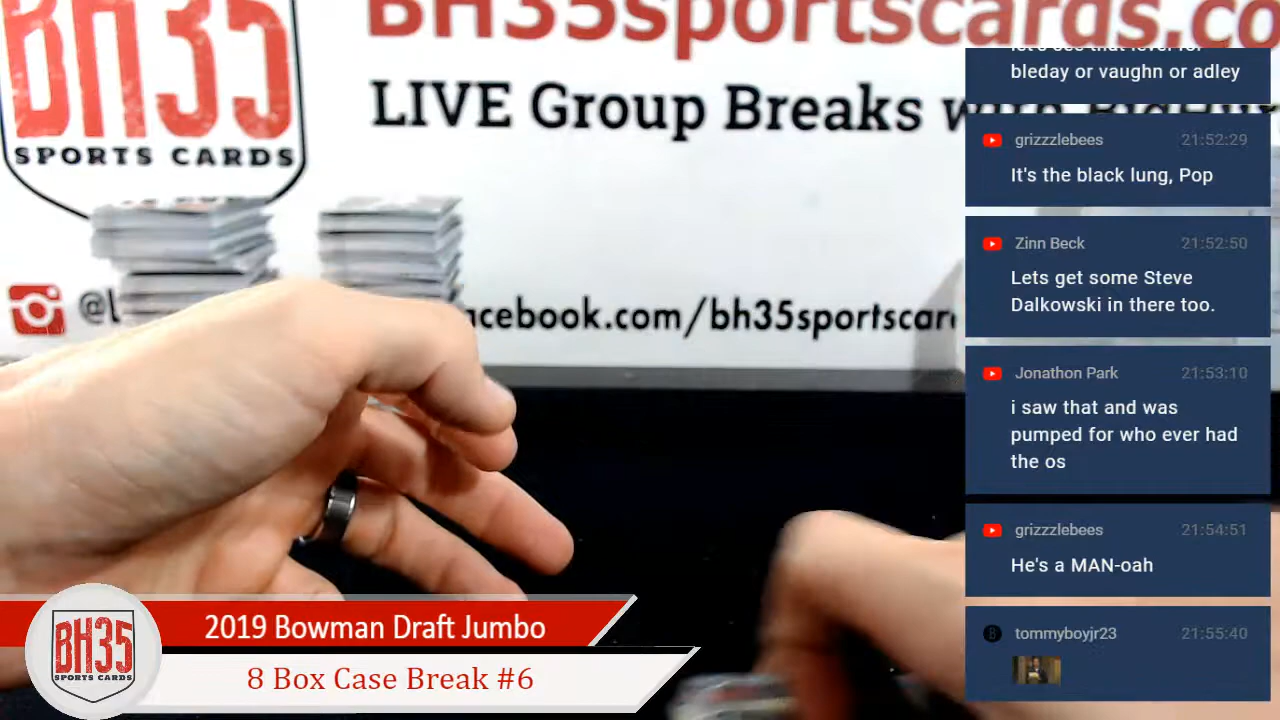 BH35
SPORTS CARDS
BH35sportscards.co
LIVE Group Breaks
facebook.com/bh35sportscar
bleday or vaughn or adley
grizzzlebees 21:52:29
It's the black lung, Pop
Zinn Beck 21:52:50
Lets get some Steve
Dalkowski in there too.
Jonathon Park 21:53:10
i saw that and was
pumped for who ever had
the os
grizzzlebees 21:54:51
He's a MAN-oah
tommyboyjr23 21:55:40
BH35
SPORTS CARDS
2019 Bowman Draft Jumbo
8 Box Case Break #6